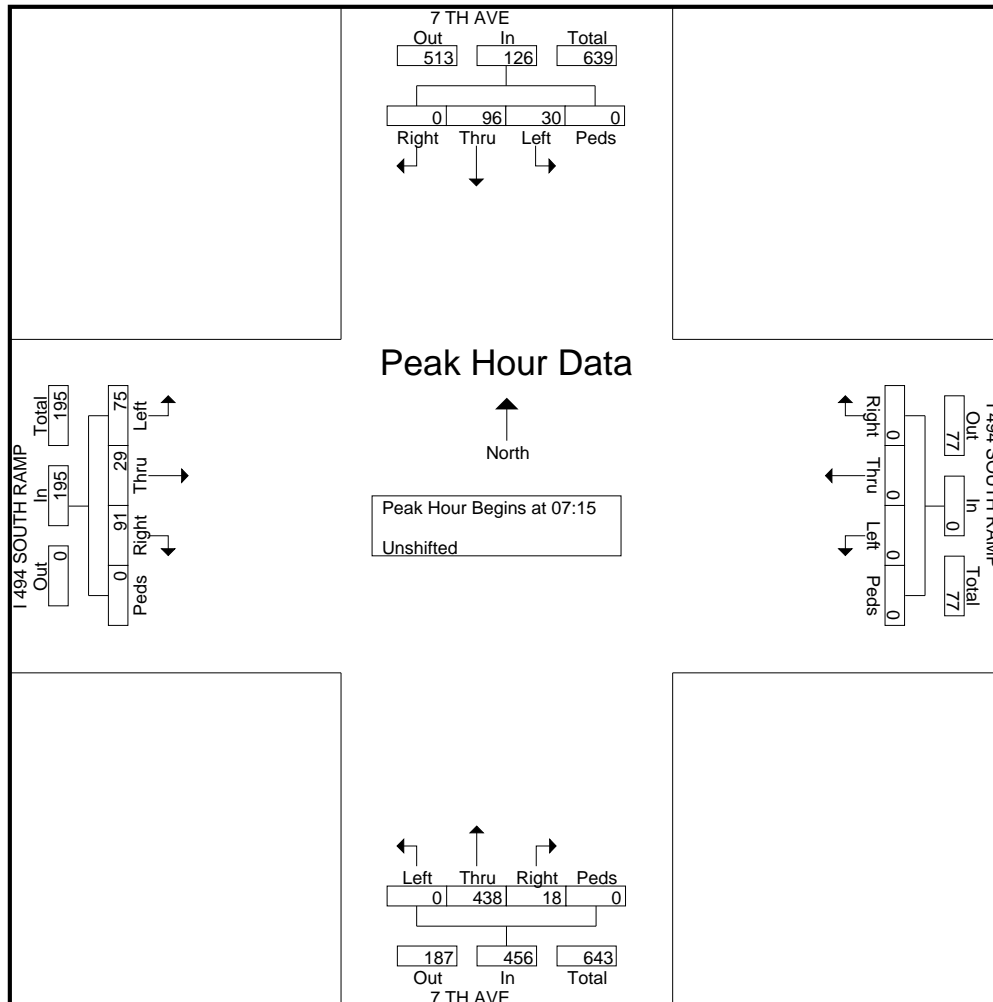 7 TH AVE
Out In Total
513 126 639
0 96 30 0
Right Thru Left Peds
Peak Hour Data
North
Peak Hour Begins at 07:15
Unshifted
I 494 SOUTH RAMP
Out In Total
0 195 195
0 91 29 75
Peds Right Thru Left
I 494 SOUTH RAMP
Out In Total
77 0 77
0 0 0 0
Right Thru Left Peds
Left Thru Right Peds
0 438 18 0
187 456 643
Out In Total
7 TH AVE